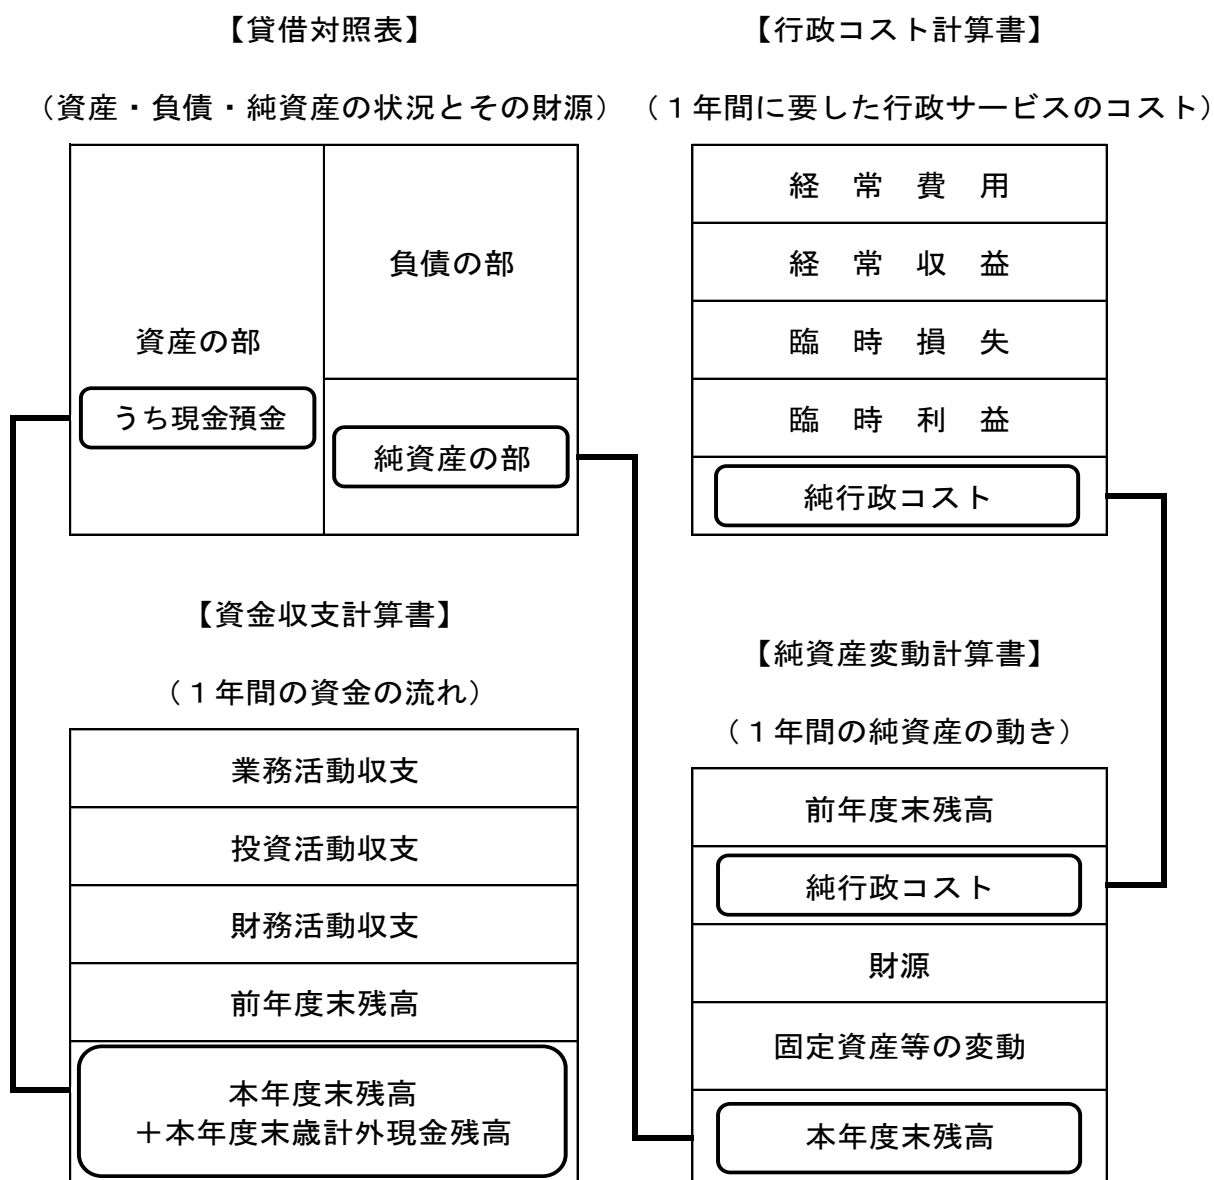 【貸借対照表】
（資産・負債・純資産の状況とその財源）
資産の部
うち現金預金
負債の部
純資産の部
【行政コスト計算書】
（１年間に要した行政サービスのコスト）
経　常　費　用
経　常　収　益
臨　時　損　失
臨　時　利　益
純行政コスト
【資金収支計算書】
（１年間の資金の流れ）
業務活動収支
投資活動収支
財務活動収支
前年度末残高
本年度末残高
＋本年度末歳計外現金残高
【純資産変動計算書】
（１年間の純資産の動き）
前年度末残高
純行政コスト
財源
固定資産等の変動
本年度末残高